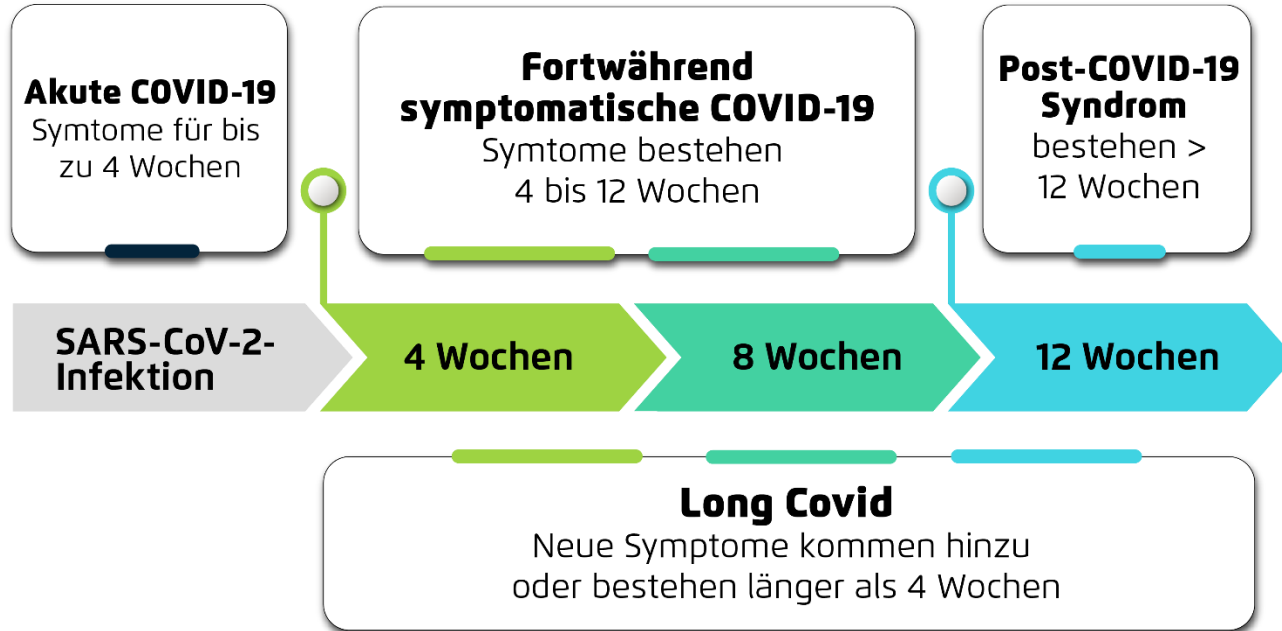 Akute COVID-19
Symtome für bis
zu 4 Wochen
Fortwährend
symptomatische COVID-19
Symtome bestehen
4 bis 12 Wochen
Post-COVID-19
Syndrom
bestehen >
12 Wochen
SARS-CoV-2-
Infektion
4 Wochen
8 Wochen
12 Wochen
Long Covid
Neue Symptome kommen hinzu
oder bestehen länger als 4 Wochen